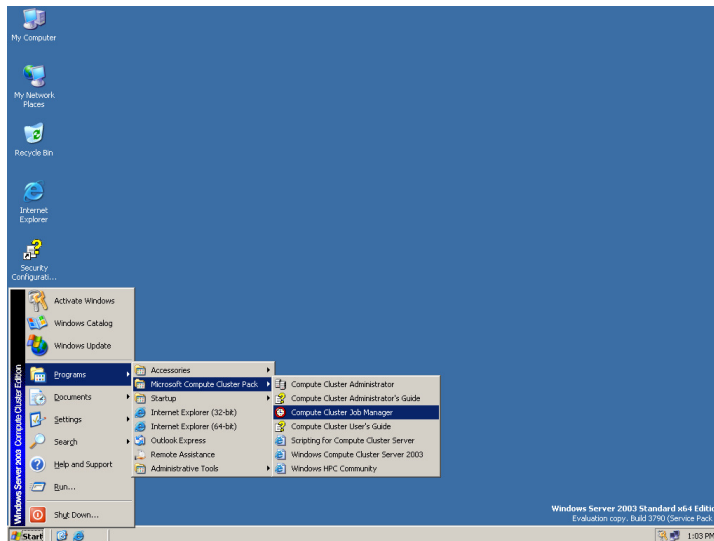 My Computer
My Network
Places
Recycle Bin
Internet
Explorer
Security
Configurati...
Windows Server 2003 Compute Cluster Edition
Activate Windows
Windows Catalog
Windows Update
Programs
Documents
Settings
Search
Help and Support
Run...
Shut Down...
Accessories
Microsoft Compute Cluster Pack
Startup
Internet Explorer (32-bit)
Internet Explorer (64-bit)
Outlook Express
Remote Assistance
Administrative Tools
Compute Cluster Administrator
Compute Cluster Administrator's Guide
Compute Cluster Job Manager
Compute Cluster User's Guide
Scripting for Compute Cluster Server
Windows Compute Cluster Server 2003
Windows HPC Community
Windows Server 2003 Standard x64 Editio
Evaluation copy. Build 3790 (Service Pack
Start
1:03 PM